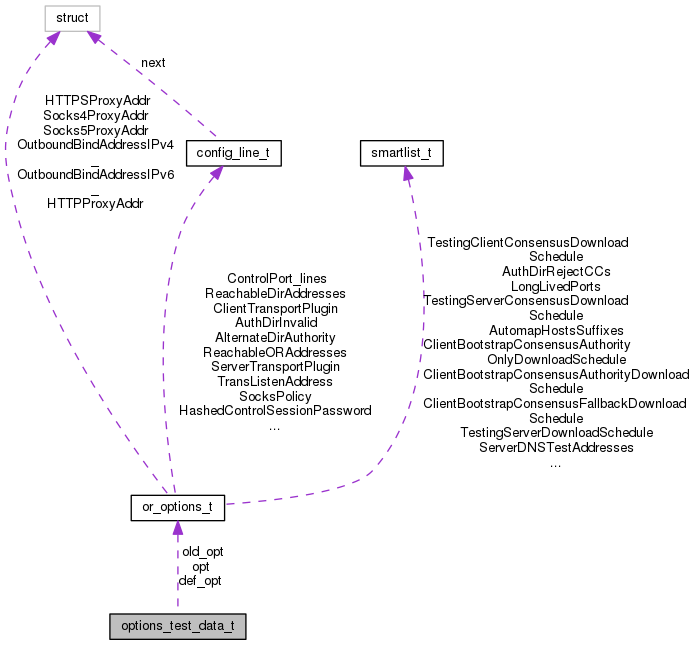 struct
next
HTTPSProxyAddr
Socks4ProxyAddr
Socks5ProxyAddr
OutboundBindAddressIPv4
_
OutboundBindAddressIPv6
_
HTTPProxyAddr
config_line_t
smartlist_t
ControlPort_lines
ReachableDirAddresses
ClientTransportPlugin
AuthDirInvalid
AlternateDirAuthority
ReachableORAddresses
ServerTransportPlugin
TransListenAddress
SocksPolicy
HashedControlSessionPassword
...
TestingClientConsensusDownload
Schedule
AuthDirRejectCCs
LongLivedPorts
TestingServerConsensusDownload
Schedule
AutomapHostsSuffixes
ClientBootstrapConsensusAuthority
OnlyDownloadSchedule
ClientBootstrapConsensusAuthorityDownload
Schedule
ClientBootstrapConsensusFallbackDownload
Schedule
TestingServerDownloadSchedule
ServerDNSTestAddresses
...
or_options_t
old_opt
opt
def_opt
options_test_data_t